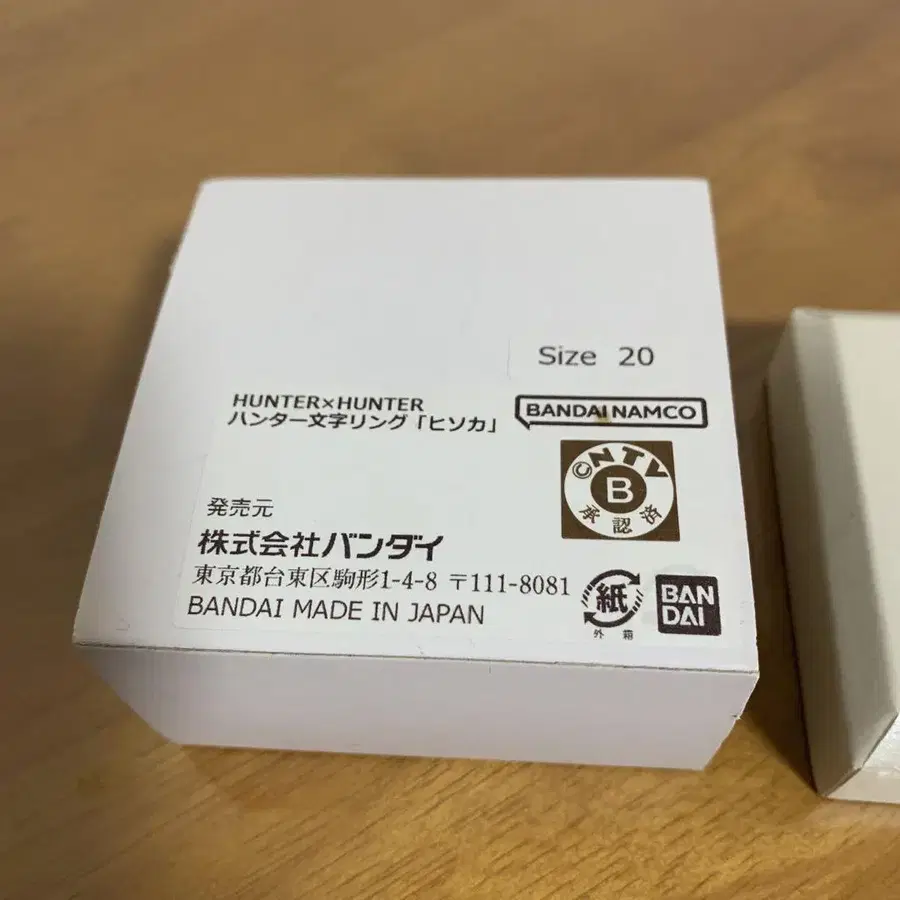 Size 20
HUNTER×HUNTER
ハンター文字リング「ヒソカ」
BANDAI NAMCO
©NTV
B
承認済
発売元
株式会社バンダイ
東京都台東区駒形1-4-8 〒111-8081
BANDAI MADE IN JAPAN
紙
外箱
BAN
DAI